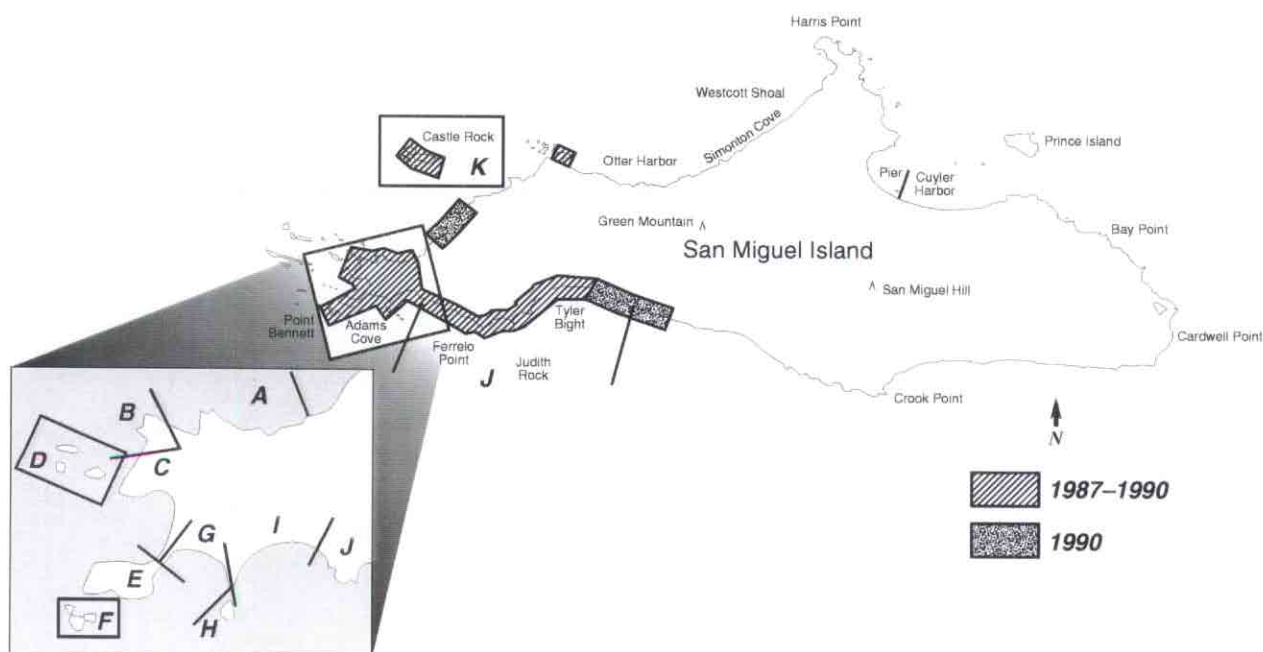 Harris Point
Westcott Shoal
Simonton Cove
Castle Rock
K
Otter Harbor
Prince Island
Pier
Cuyler
Harbor
Green Mountain
Bay Point
San Miguel Island
San Miguel Hill
Point
Bennett
Adams
Cove
Ferrelo
Point
Tyler
Bight
J
Judith
Rock
Cardwell Point
Crook Point
N
A
B
C
D
E
F
G
H
I
J
1987–1990
1990